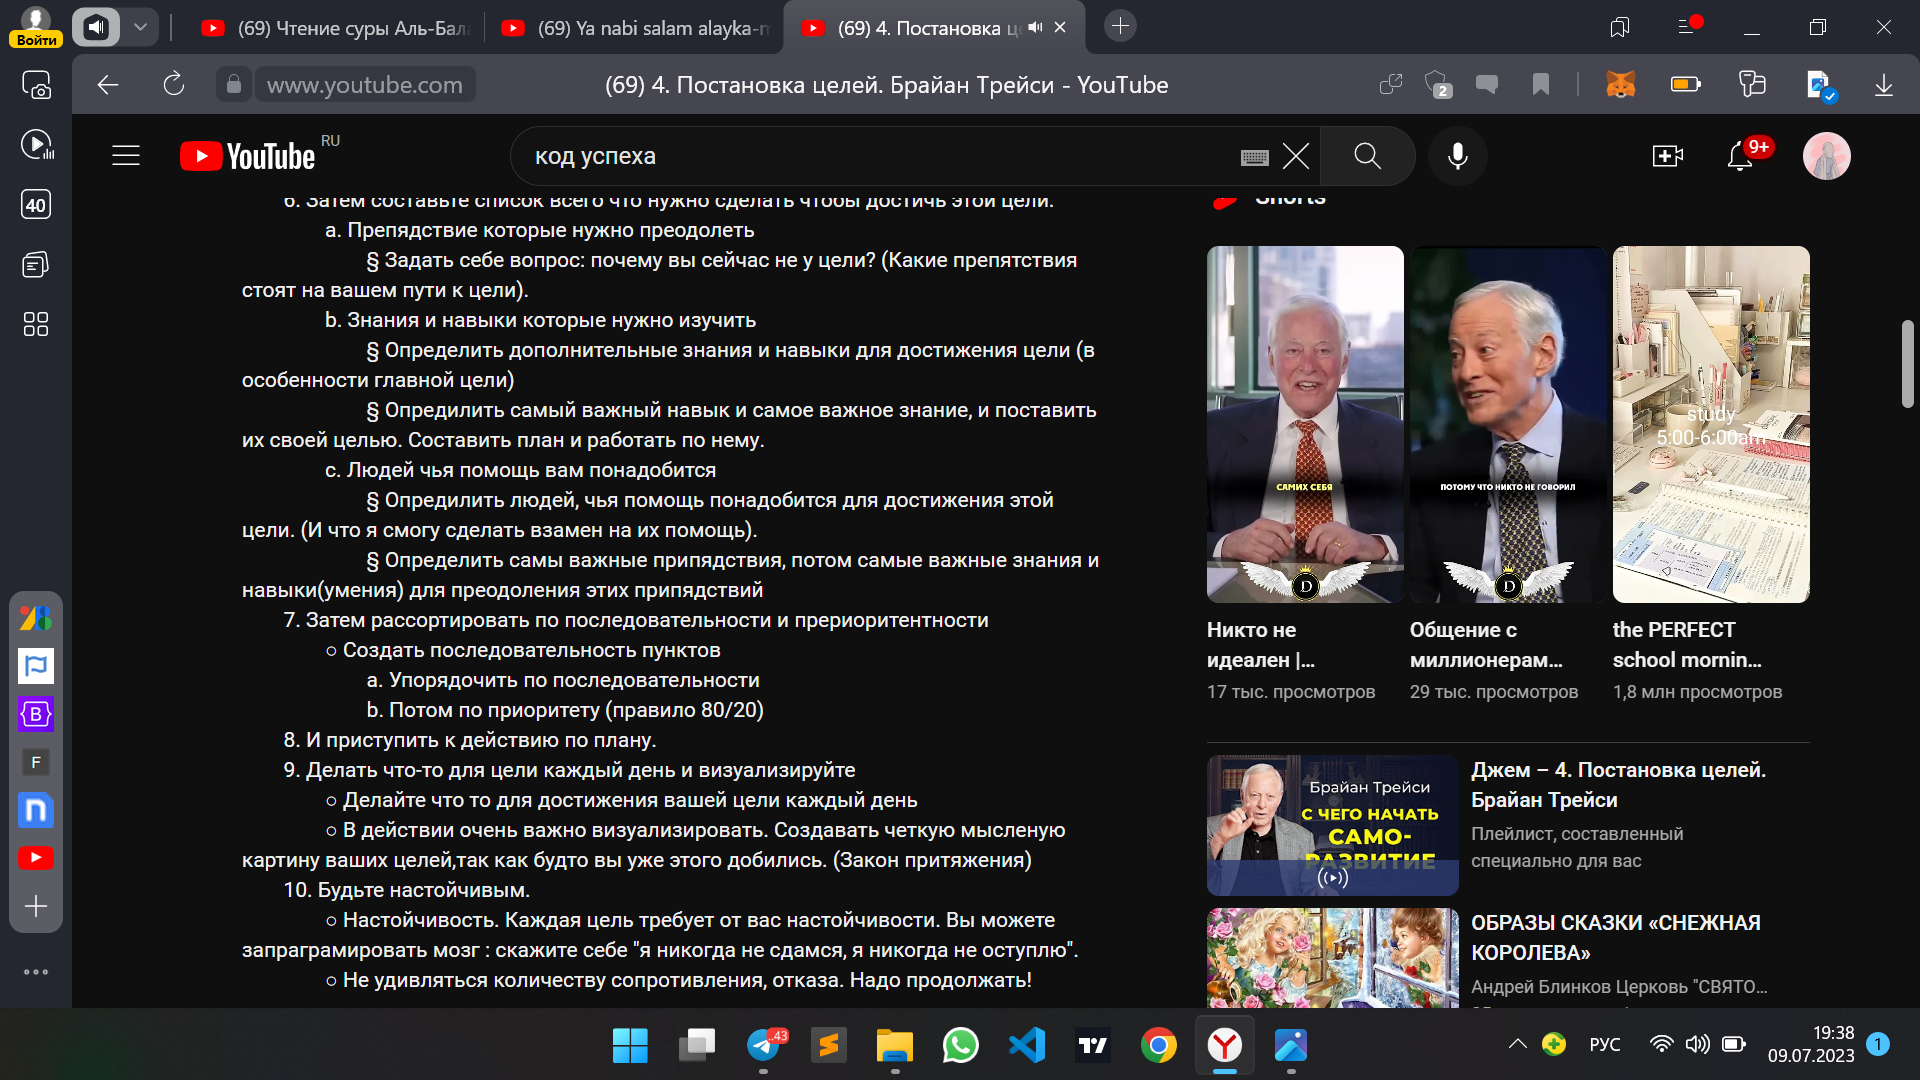 Войти
(69) Чтение суры Аль-Бала
(69) Ya nabi salam alayka-m
(69) 4. Постановка ц
www.youtube.com
(69) 4. Постановка целей. Брайан Трейси - YouTube
2
40
YouTube RU
код успеха
9+
6. Затем составьте список всего что нужно сделать чтобы достичь этой цели.
a. Препядствие которые нужно преодолеть
§ Задать себе вопрос: почему вы сейчас не у цели? (Какие препятствия
стоят на вашем пути к цели).
b. Знания и навыки которые нужно изучить
§ Определить дополнительные знания и навыки для достижения цели (в
особенности главной цели)
§ Опредилить самый важный навык и самое важное знание, и поставить
их своей целью. Составить план и работать по нему.
c. Людей чья помощь вам понадобится
§ Опредилить людей, чья помощь понадобится для достижения этой
цели. (И что я смогу сделать взамен на их помощь).
§ Определить самы важные припядствия, потом самые важные знания и
навыки(умения) для преодоления этих припядствий
7. Затем рассортировать по последовательности и прериоритентности
○ Создать последовательность пунктов
a. Упорядочить по последовательности
b. Потом по приоритету (правило 80/20)
8. И приступить к действию по плану.
9. Делать что-то для цели каждый день и визуализируйте
○ Делайте что то для достижения вашей цели каждый день
○ В действии очень важно визуализировать. Создавать четкую мысленую
картину ваших целей,так как будто вы уже этого добились. (Закон притяжения)
10. Будьте настойчивым.
○ Настойчивость. Каждая цель требует от вас настойчивости. Вы можете
запраграмировать мозг : скажите себе "я никогда не сдамся, я никогда не оступлю".
○ Не удивляться количеству сопротивления, отказа. Надо продолжать!
Shorts
САМИХ СЕБЯ
D
ПОТОМУ ЧТО НИКТО НЕ ГОВОРИЛ
D
study
5:00-6:00am
Никто не
идеален |...
17 тыс. просмотров
Общение с
миллионерам...
29 тыс. просмотров
the PERFECT
school mornin...
1,8 млн просмотров
Брайан Трейси
С ЧЕГО НАЧАТЬ
САМО-
РАЗВИТИЕ
Джем – 4. Постановка целей.
Брайан Трейси
Плейлист, составленный
специально для вас
ОБРАЗЫ СКАЗКИ «СНЕЖНАЯ
КОРОЛЕВА»
Андрей Блинков Церковь "СВЯТО...
B
F
n
..43
РУС
19:38
09.07.2023
1